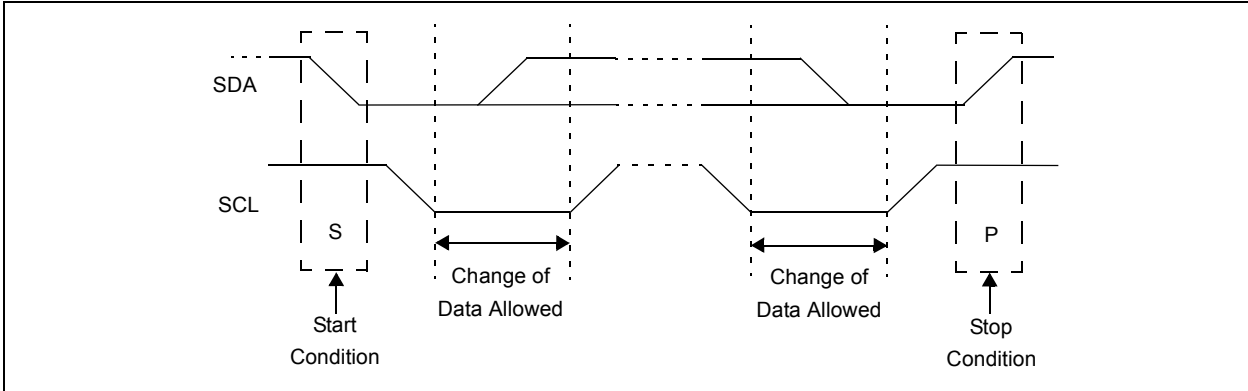 SDA
SCL
S
P
Change of
Data Allowed
Change of
Data Allowed
Start
Condition
Stop
Condition